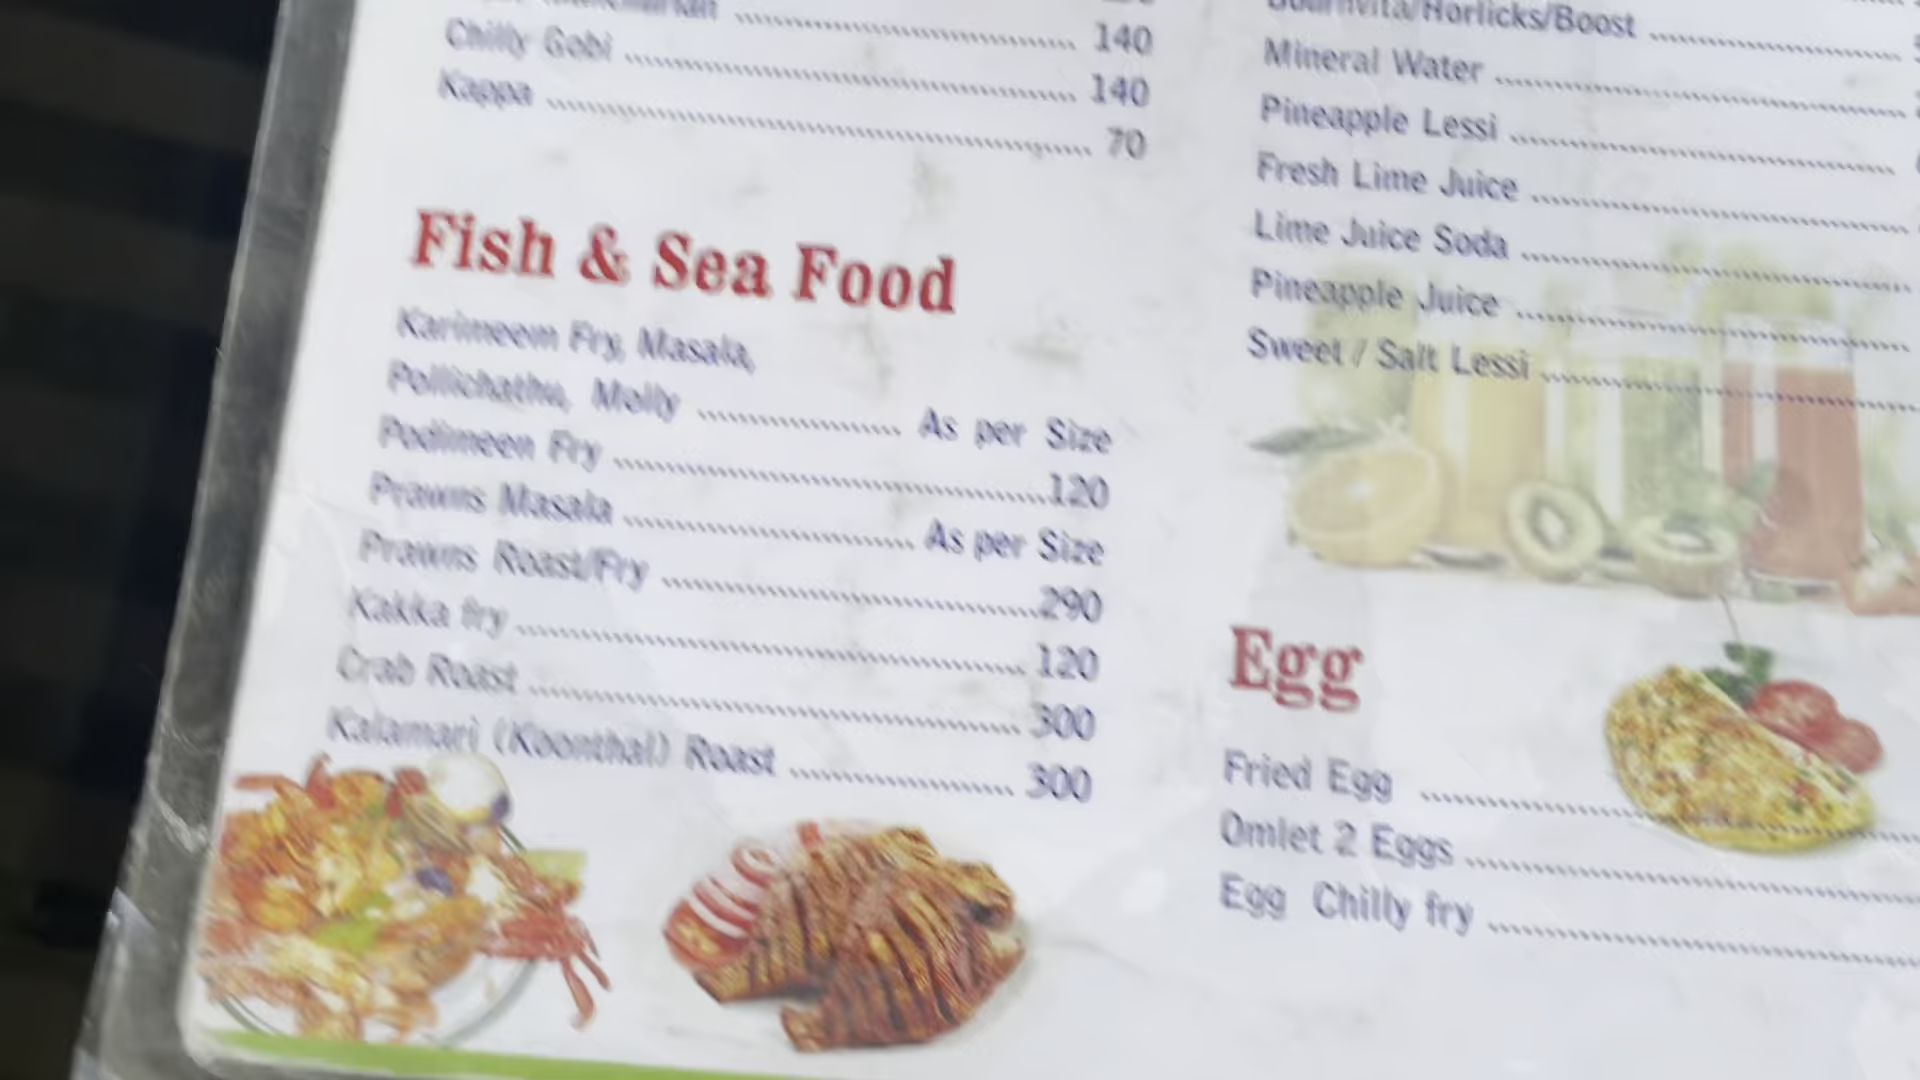 140
Chilly Gobi ........ 140
Kappa ........ 70
Fish & Sea Food
Karimeem Fry, Masala,
Pollichathu, Molly ........ As per Size
Podimeen Fry ........ 120
Prawns Masala ........ As per Size
Prawns Roast/Fry ........ 290
Kakka fry ........ 120
Crab Roast ........ 300
Kalamari (Koonthal) Roast ........ 300
Bournvita/Horlicks/Boost ........
Mineral Water ........
Pineapple Lessi ........
Fresh Lime Juice ........
Lime Juice Soda ........
Pineapple Juice ........
Sweet / Salt Lessi ........
Egg
Fried Egg ........
Omlet 2 Eggs ........
Egg Chilly fry ........